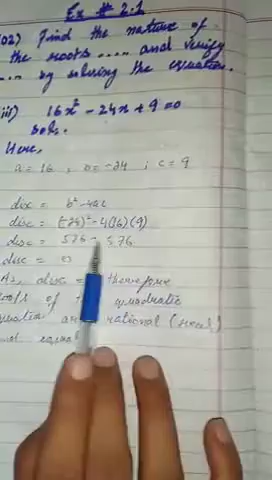 Ex # 2.2
Q2) Find the nature of
the roots .... and verify
... by solving the equation.
iii) 16x² - 24x + 9 = 0
Sol:.
Here,
a = 16 , b = -24 ; c = 9
disc = b² - 4ac
disc = (-24)² - 4(16)(9)
disc = 576 - 576
disc = 0
As, disc = therefore
roots of quadratic
equation are rational (real)
and equal